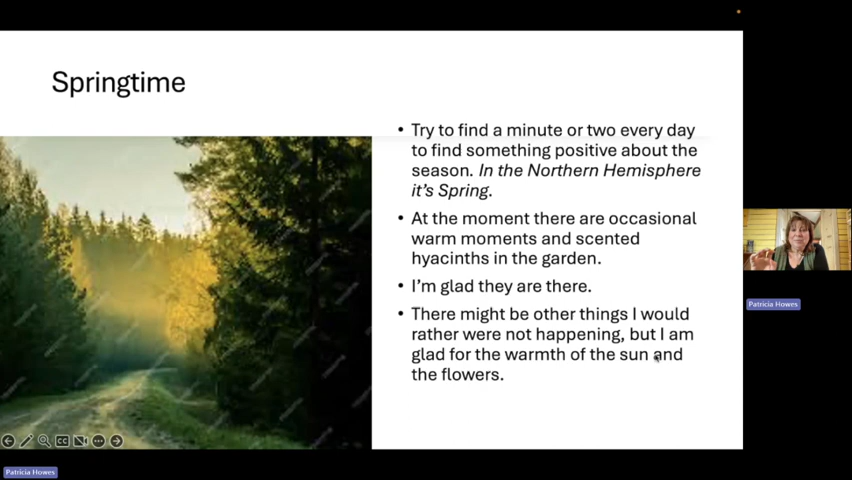 Springtime
• Try to find a minute or two every day
to find something positive about the
season. In the Northern Hemisphere
it's Spring.
• At the moment there are occasional
warm moments and scented
hyacinths in the garden.
• I'm glad they are there.
• There might be other things I would
rather were not happening, but I am
glad for the warmth of the sun and
the flowers.
Patricia Howes
CC
Patricia Howes